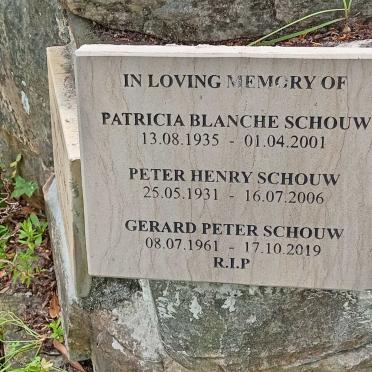 IN LOVING MEMORY OF
PATRICIA BLANCHE SCHOUW
13.08.1935 - 01.04.2001
PETER HENRY SCHOUW
25.05.1931 - 16.07.2006
GERARD PETER SCHOUW
08.07.1961 - 17.10.2019
R.I.P